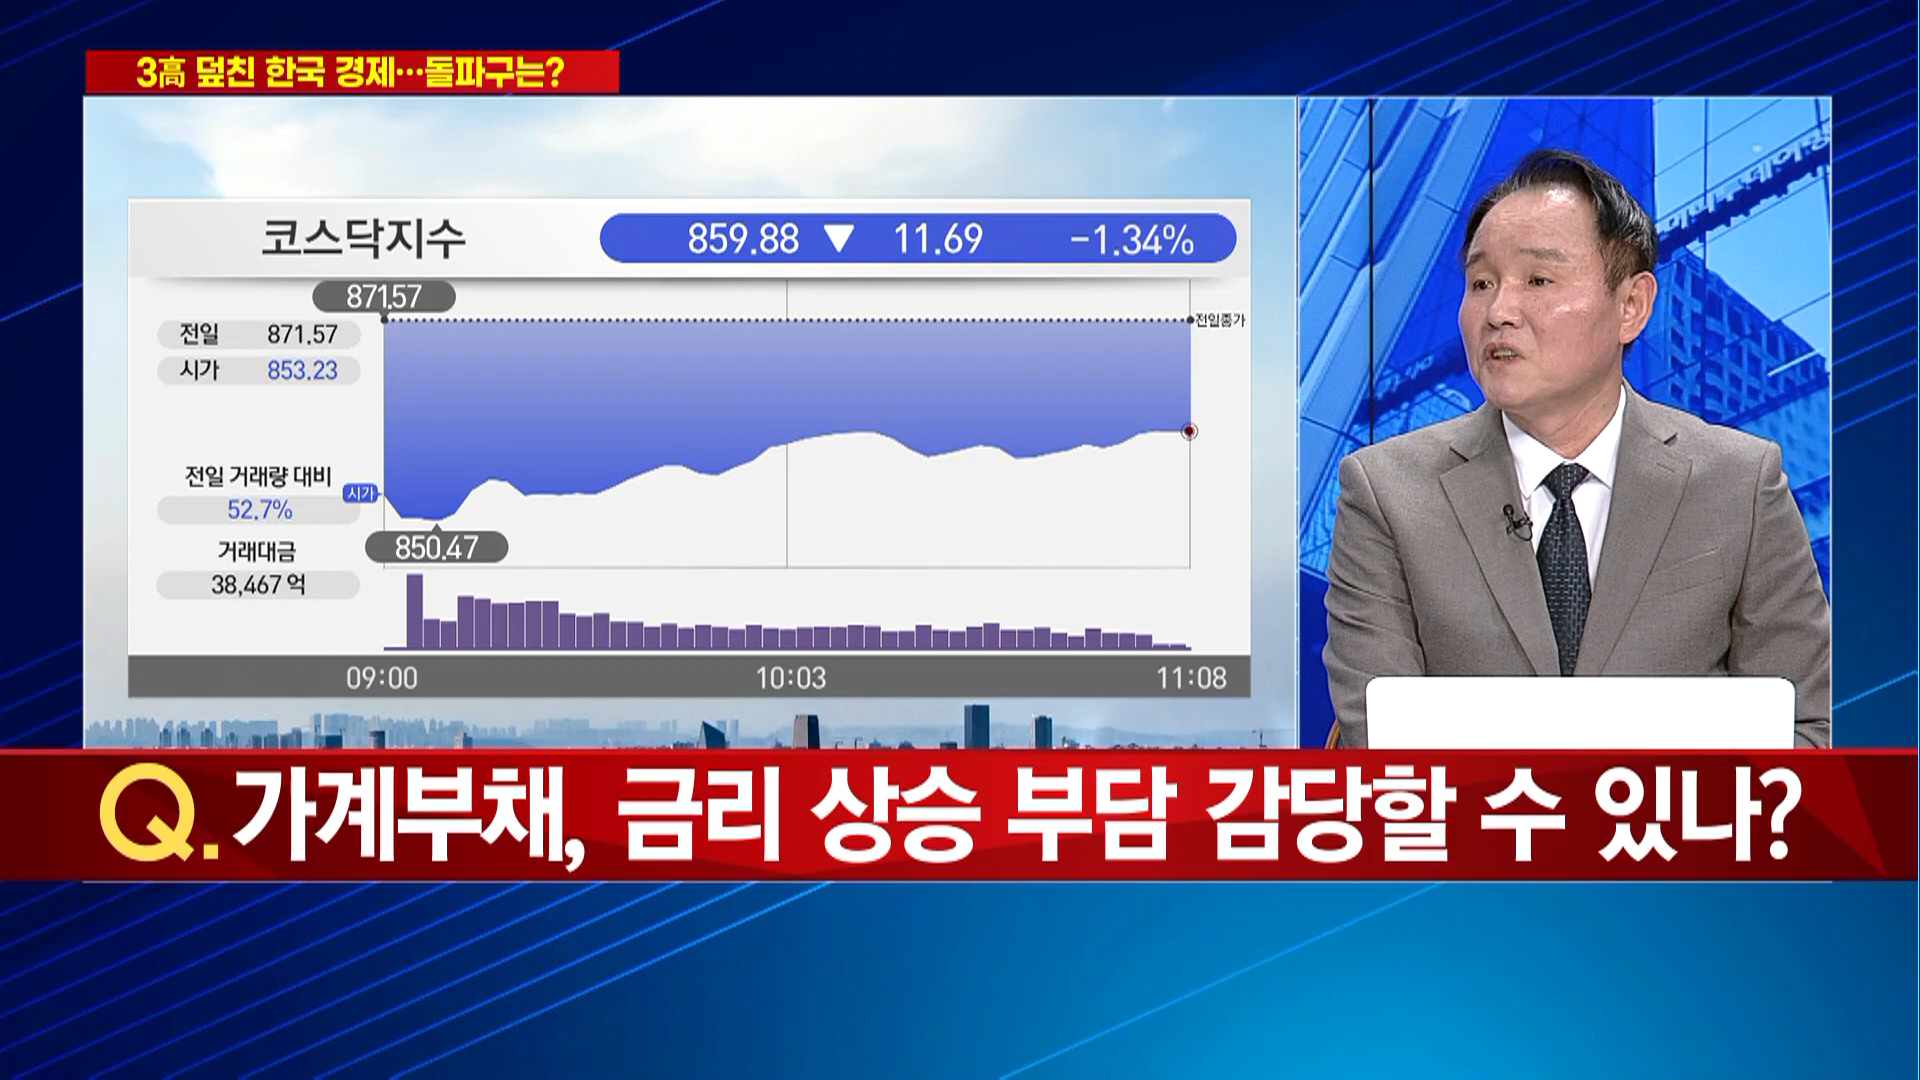 3高 덮친 한국 경제…돌파구는?
코스닥지수
859.88 ▼ 11.69 -1.34%
871.57
전일종가
전일 871.57
시가 853.23
전일 거래량 대비
시가
52.7%
거래대금
850.47
38,467 억
09:00 10:03 11:08
Q. 가계부채, 금리 상승 부담 감당할 수 있나?